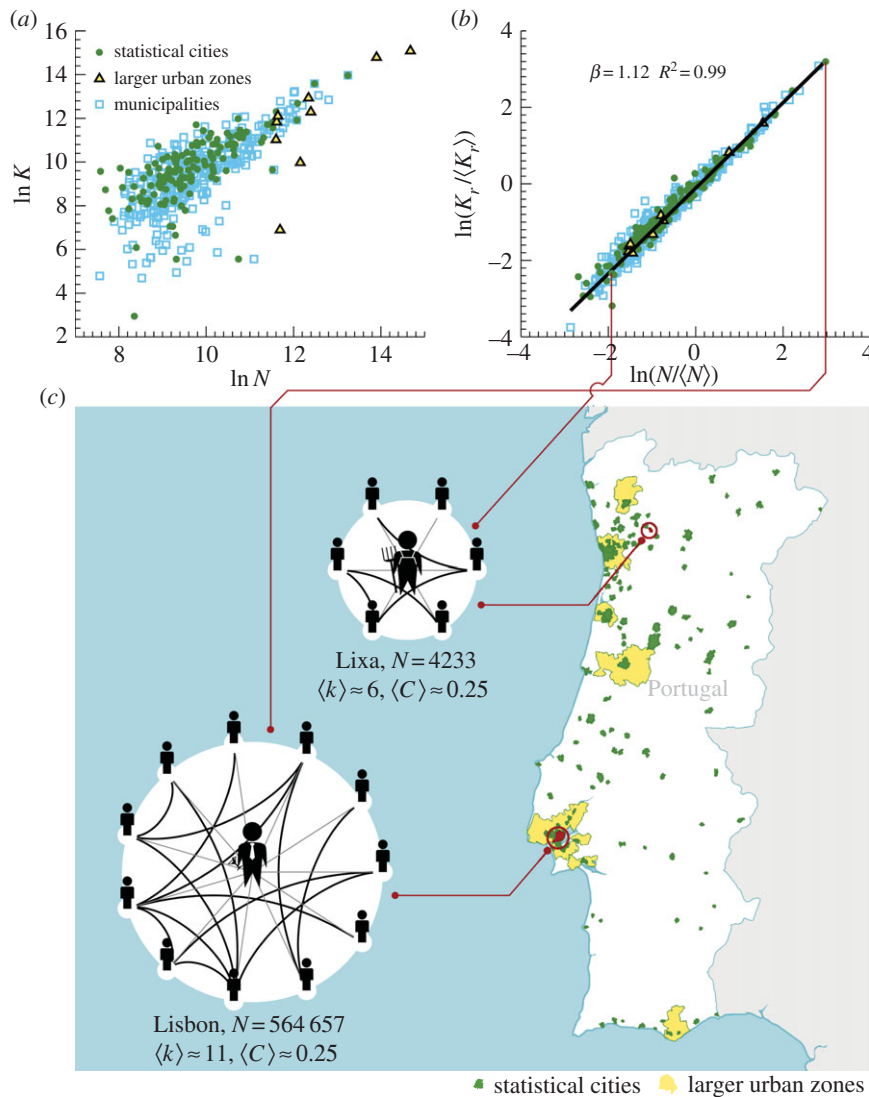 (a)
16
14
12
10
8
6
4
2
ln K
statistical cities
larger urban zones
municipalities
8 10 12 14
ln N
(b)
4
2
0
−2
−4
ln(Kr/⟨Kr⟩)
β = 1.12 R² = 0.99
−4 −2 0 2 4
ln(N/⟨N⟩)
(c)
Lixa, N = 4233
⟨k⟩ ≈ 6, ⟨C⟩ ≈ 0.25
Portugal
Lisbon, N = 564 657
⟨k⟩ ≈ 11, ⟨C⟩ ≈ 0.25
statistical cities larger urban zones